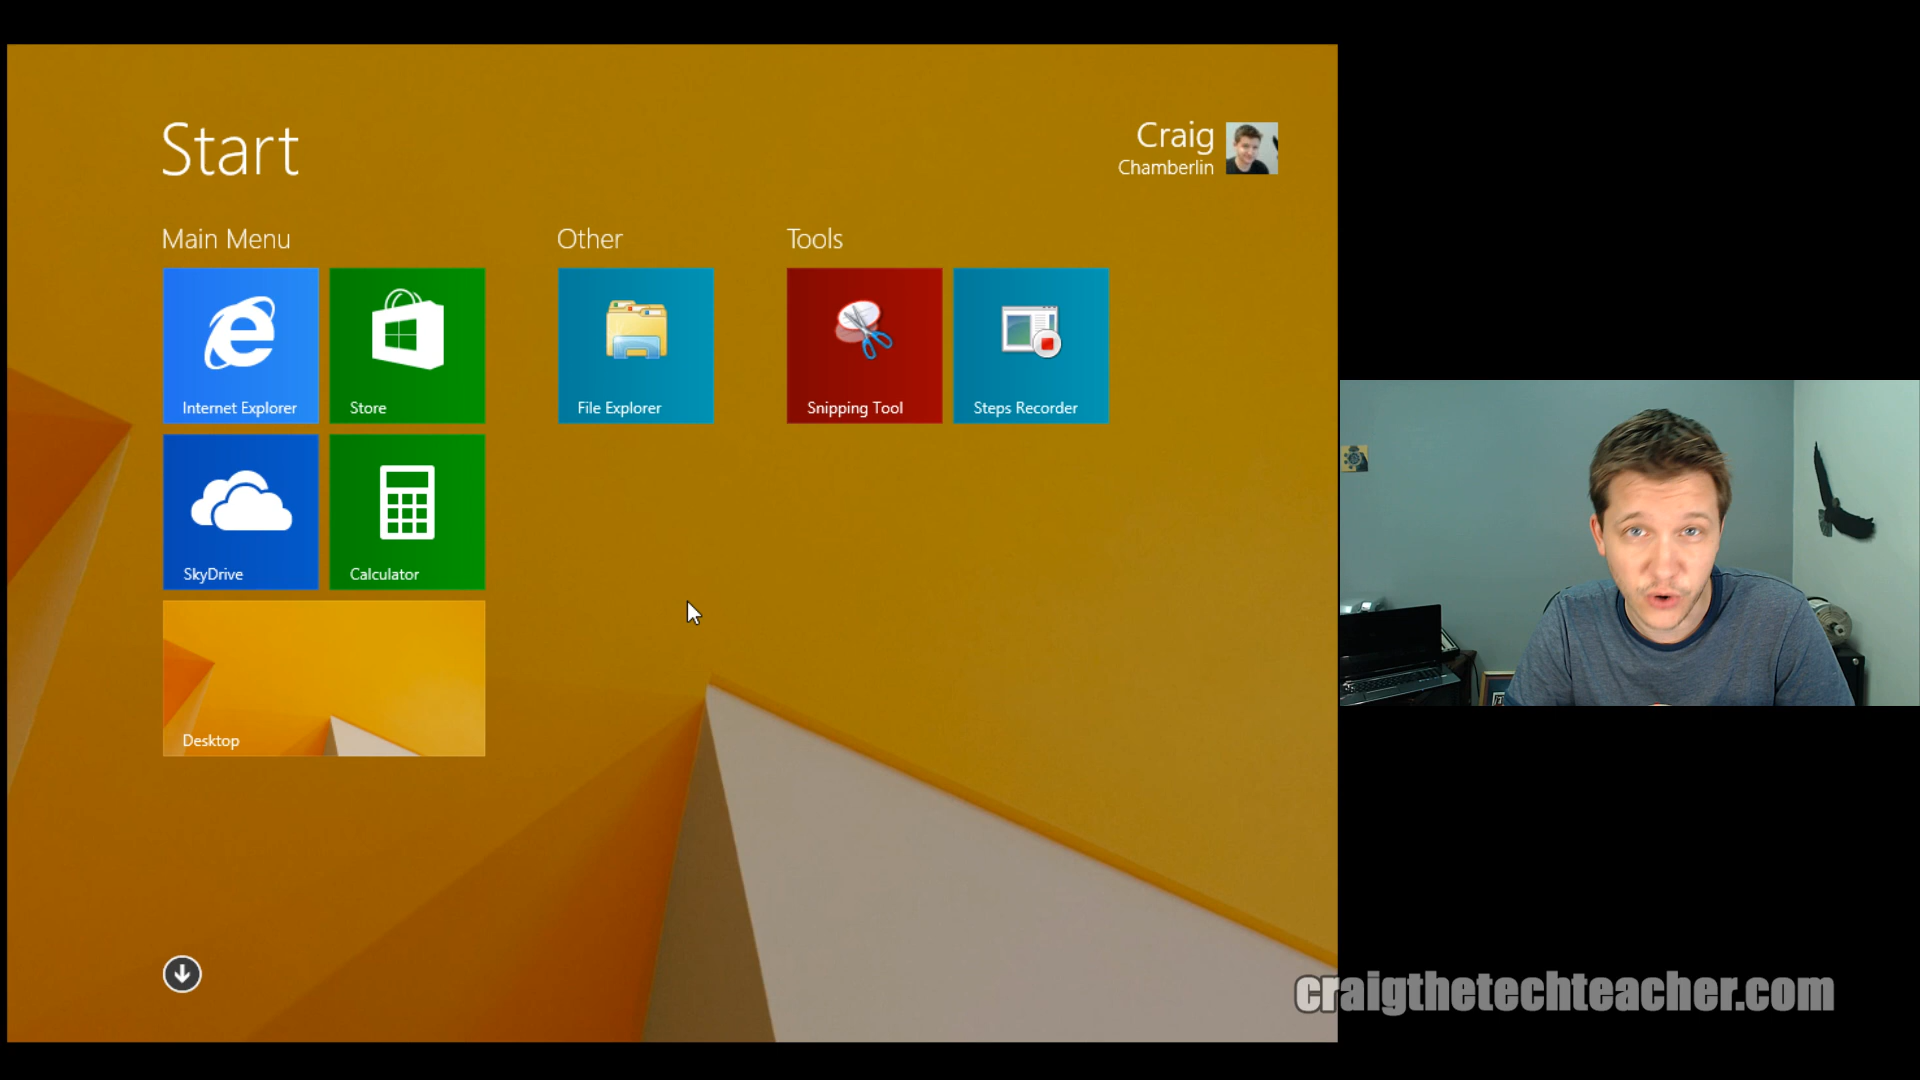 Start
Craig
Chamberlin
Main Menu
Other
Tools
Internet Explorer
Store
File Explorer
Snipping Tool
Steps Recorder
SkyDrive
Calculator
Desktop
craigthetechteacher.com